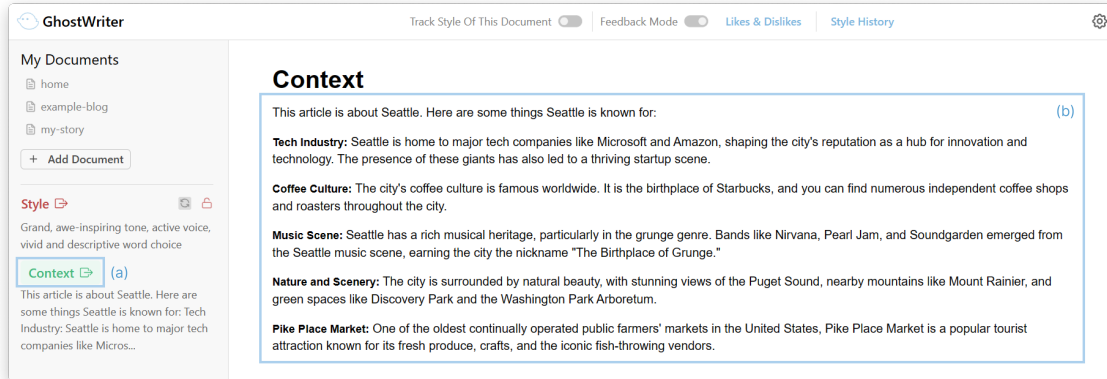 GhostWriter
Track Style Of This Document
Feedback Mode
Likes & Dislikes
Style History
My Documents
home
example-blog
my-story
+ Add Document
Style
Grand, awe-inspiring tone, active voice,
vivid and descriptive word choice
Context
(a)
This article is about Seattle. Here are
some things Seattle is known for: Tech
Industry: Seattle is home to major tech
companies like Micros...
Context
This article is about Seattle. Here are some things Seattle is known for:
(b)
Tech Industry: Seattle is home to major tech companies like Microsoft and Amazon, shaping the city's reputation as a hub for innovation and
technology. The presence of these giants has also led to a thriving startup scene.
Coffee Culture: The city's coffee culture is famous worldwide. It is the birthplace of Starbucks, and you can find numerous independent coffee shops
and roasters throughout the city.
Music Scene: Seattle has a rich musical heritage, particularly in the grunge genre. Bands like Nirvana, Pearl Jam, and Soundgarden emerged from
the Seattle music scene, earning the city the nickname "The Birthplace of Grunge."
Nature and Scenery: The city is surrounded by natural beauty, with stunning views of the Puget Sound, nearby mountains like Mount Rainier, and
green spaces like Discovery Park and the Washington Park Arboretum.
Pike Place Market: One of the oldest continually operated public farmers' markets in the United States, Pike Place Market is a popular tourist
attraction known for its fresh produce, crafts, and the iconic fish-throwing vendors.